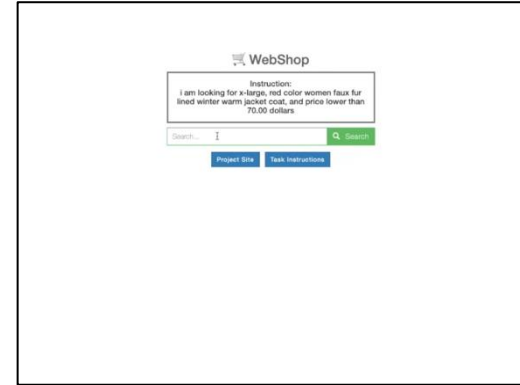 WebShop
Instruction:
i am looking for x-large, red color women faux fur
lined winter warm jacket coat, and price lower than
70.00 dollars
Search...
Search
Project Site
Task Instructions